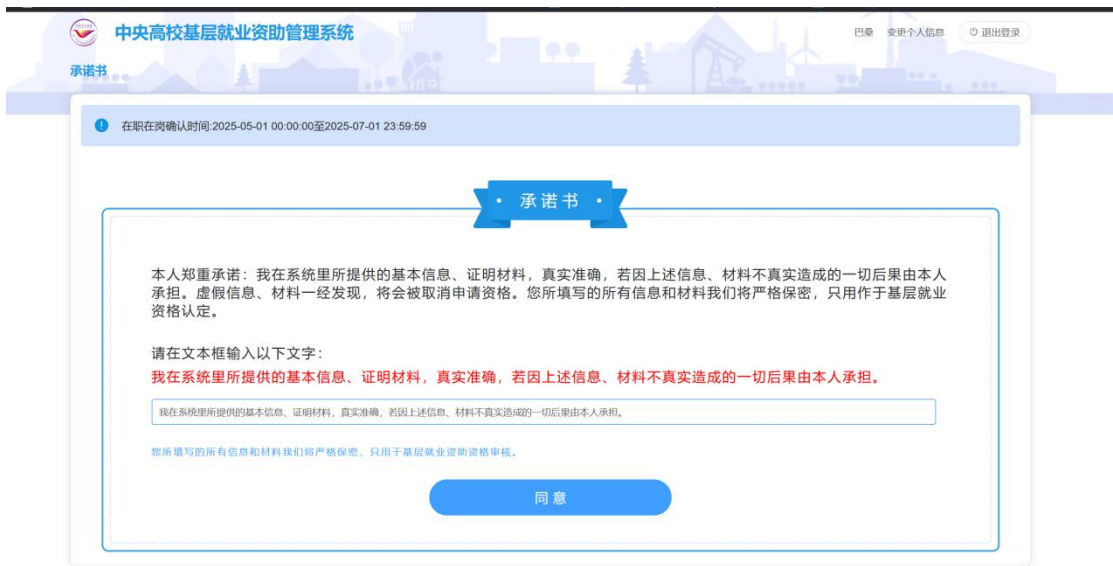 中央高校基层就业资助管理系统
巴桑 变更个人信息 退出登录
承诺书
在职在岗确认时间:2025-05-01 00:00:00至2025-07-01 23:59:59
· 承诺书 ·
本人郑重承诺：我在系统里所提供的基本信息、证明材料，真实准确，若因上述信息、材料不真实造成的一切后果由本人
承担。虚假信息、材料一经发现，将会被取消申请资格。您所填写的所有信息和材料我们将严格保密，只用作于基层就业
资格认定。
请在文本框输入以下文字：
我在系统里所提供的基本信息、证明材料，真实准确，若因上述信息、材料不真实造成的一切后果由本人承担。
我在系统里所提供的基本信息、证明材料，真实准确，若因上述信息、材料不真实造成的一切后果由本人承担。
您所填写的所有信息和材料我们将严格保密，只用于基层就业资助资格审核。
同意